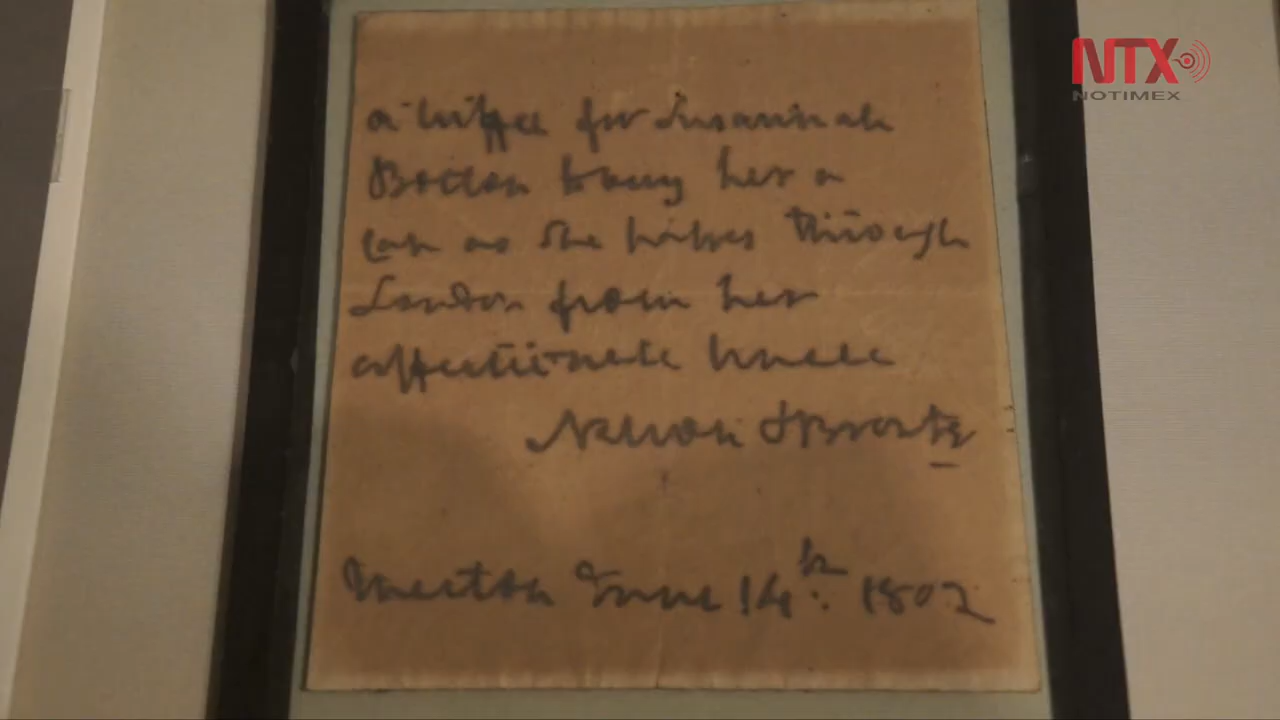 NTX
NOTIMEX
a trifle for Susannah
Bolton to buy her a
as she passes through
London from her
affectionate Uncle
Nelson & Bronte
Merton June 14th: 1802